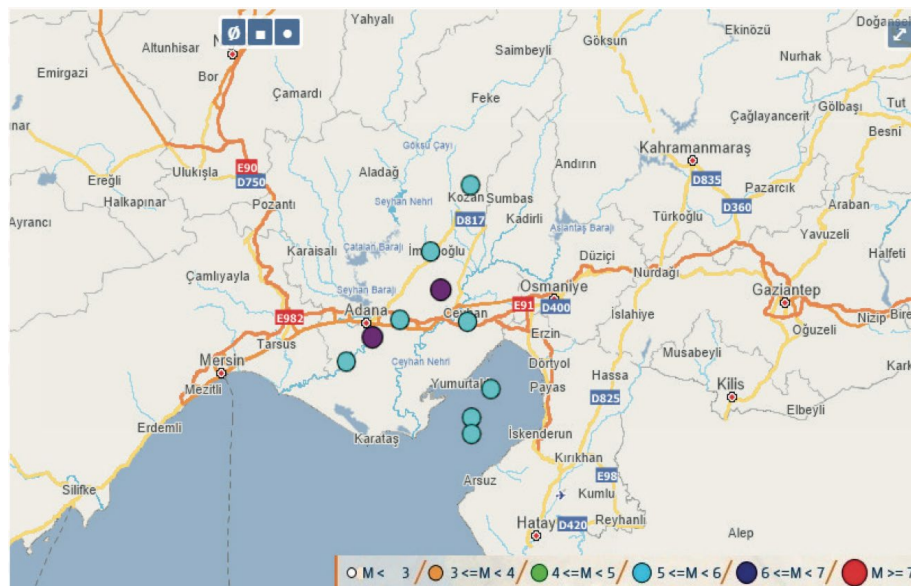 Yahyalı
Göksun
Ekinözü
Doğanşeh
Ø
N
Altunhisar
Saimbeyli
Nurhak
Emirgazi
Bor
Çamardı
Feke
Çağlayancerit
Gölbaşı
Tut
Besni
ınar
Göksu Çayı
Kahramanmaraş
E90
D750
Ulukışla
Aladağ
Andırın
D835
Pazarcık
Ereğli
Halkapınar
Pozantı
Seyhan Nehri
Kozan
Sumbas
D360
Araban
Ayrancı
D817
Kadirli
Aslantaş Barajı
Türkoğlu
Yavuzeli
Karaisalı
Çatalan Barajı
İmamoğlu
Düziçi
Halfeti
Çamlıyayla
Seyhan Barajı
Osmaniye
Nurdağı
E91
D400
Gaziantep
E982
Adana
Ceyhan
İslahiye
Nizip
Bire
Tarsus
Erzin
Oğuzeli
Mersin
Ceyhan Nehri
Dörtyol
Musabeyli
Mezitli
Yumurtalık
Payas
Hassa
Kilis
Kark
D825
Elbeyli
Erdemli
Karataş
İskenderun
Kırıkhan
Silifke
Arsuz
E98
Kumlu
Hatay
D420
Reyhanlı
Alep
M < 3 / 3 <=M < 4 / 4 <=M < 5 / 5 <=M < 6 / 6 <=M < 7 / M >= 7